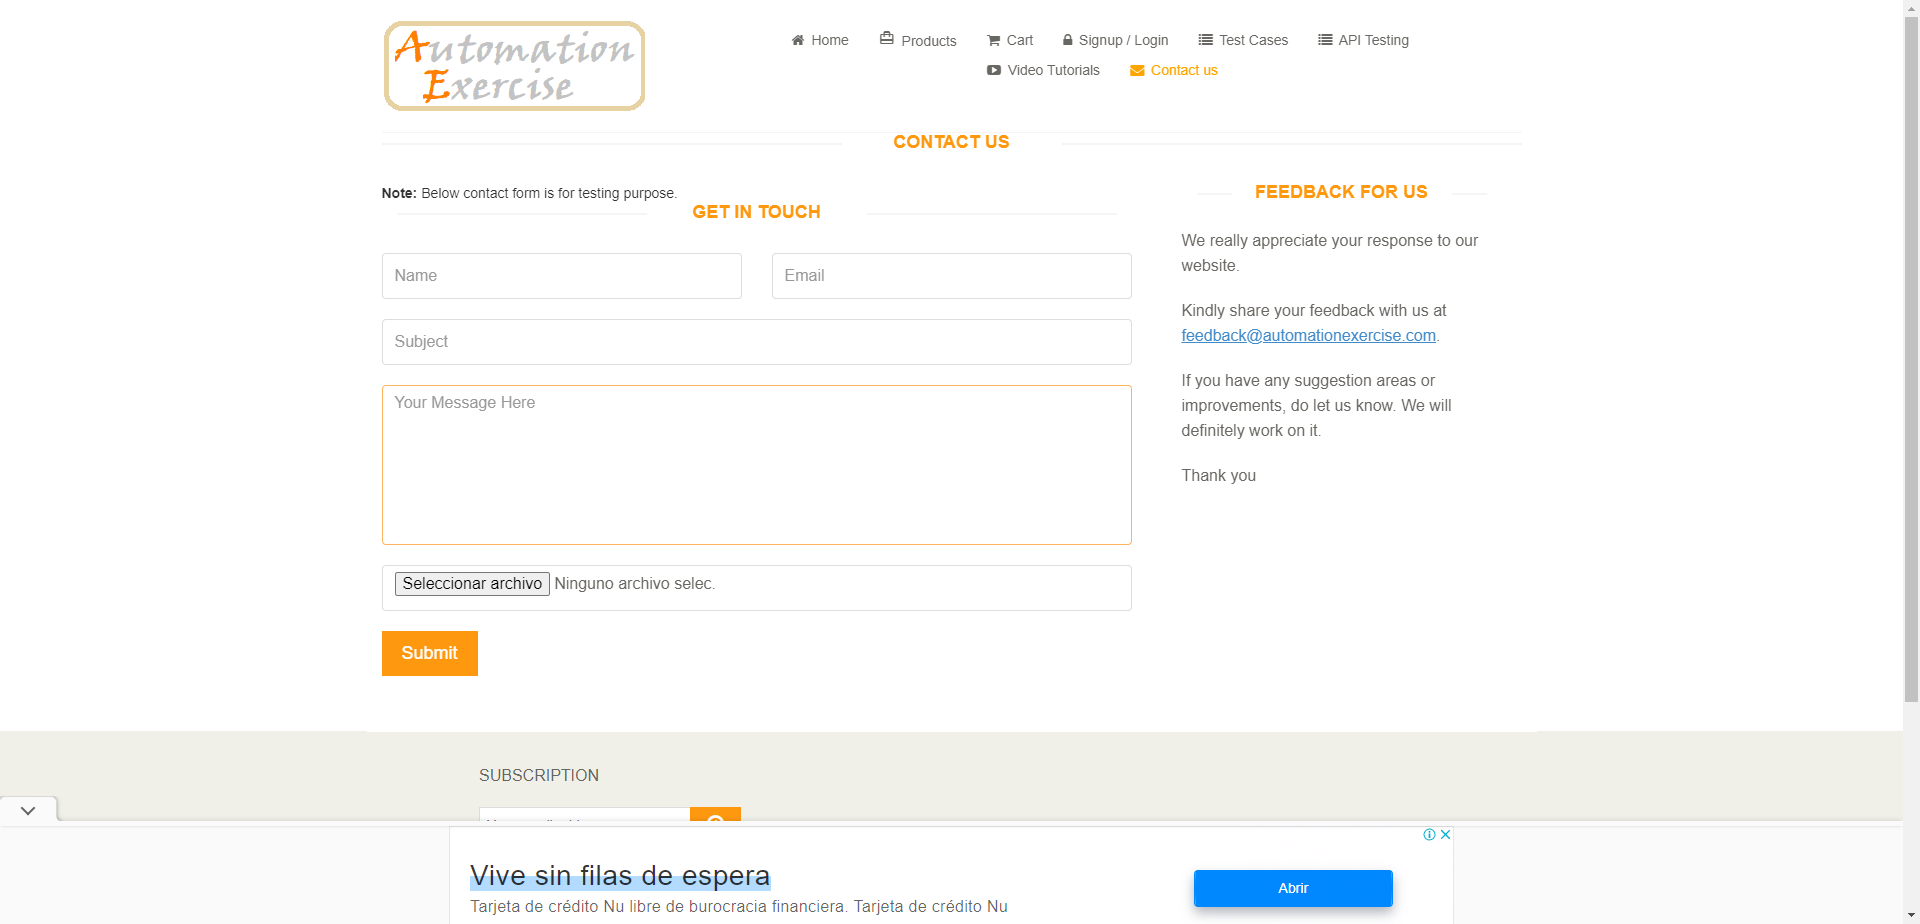 Automation
Exercise
Home
Products
Cart
Signup / Login
Test Cases
API Testing
Video Tutorials
Contact us
CONTACT US
Note: Below contact form is for testing purpose.
GET IN TOUCH
Name
Email
Subject
Your Message Here
Seleccionar archivo Ninguno archivo selec.
Submit
FEEDBACK FOR US
We really appreciate your response to our
website.
Kindly share your feedback with us at
feedback@automationexercise.com.
If you have any suggestion areas or
improvements, do let us know. We will
definitely work on it.
Thank you
SUBSCRIPTION
Vive sin filas de espera
Tarjeta de crédito Nu libre de burocracia financiera. Tarjeta de crédito Nu
Abrir